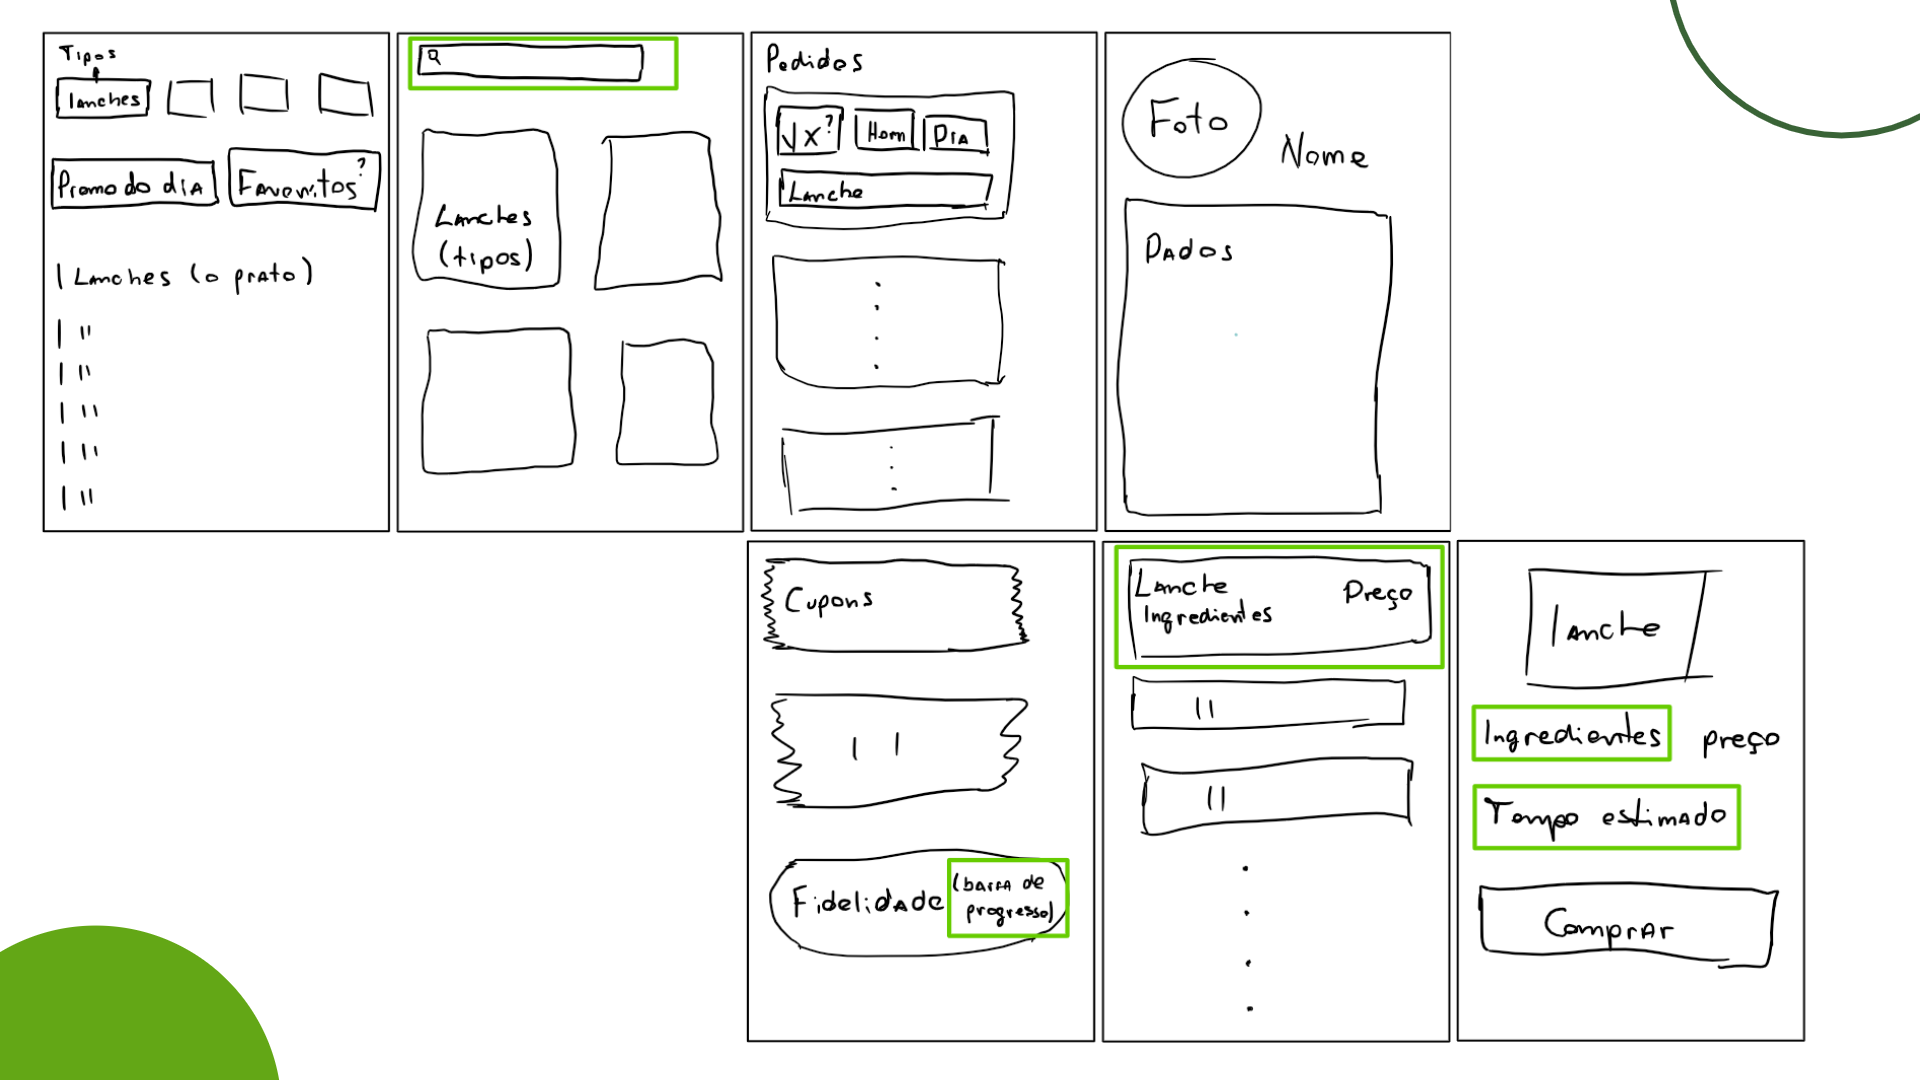 Tipos
lanches
Promo do dia
Favoritos?
Lanches (o prato)
"
"
"
"
"
Lanches
(tipos)
Pedidos
√x?
Hora
Dia
Lanche
Foto
Nome
Dados
Cupons
Fidelidade
(barra de
progresso)
Lanche
Preço
Ingredientes
"
"
lanche
Ingredientes
preço
Tempo estimado
Comprar